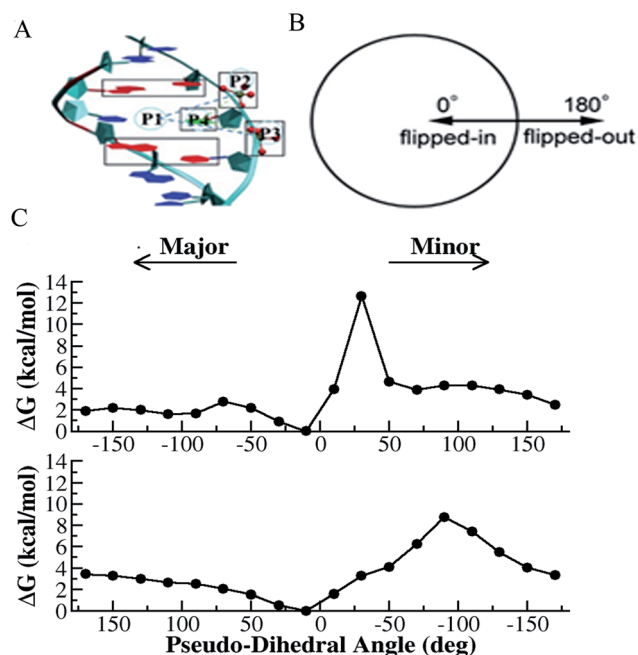 A
B
P2
P1
P4
P3
0°
180°
flipped-in
flipped-out
C
Major
Minor
14
12
10
8
6
4
2
0
ΔG (kcal/mol)
-150 -100 -50 0 50 100 150
14
12
10
8
6
4
2
0
ΔG (kcal/mol)
150 100 50 0 -50 -100 -150
Pseudo-Dihedral Angle (deg)